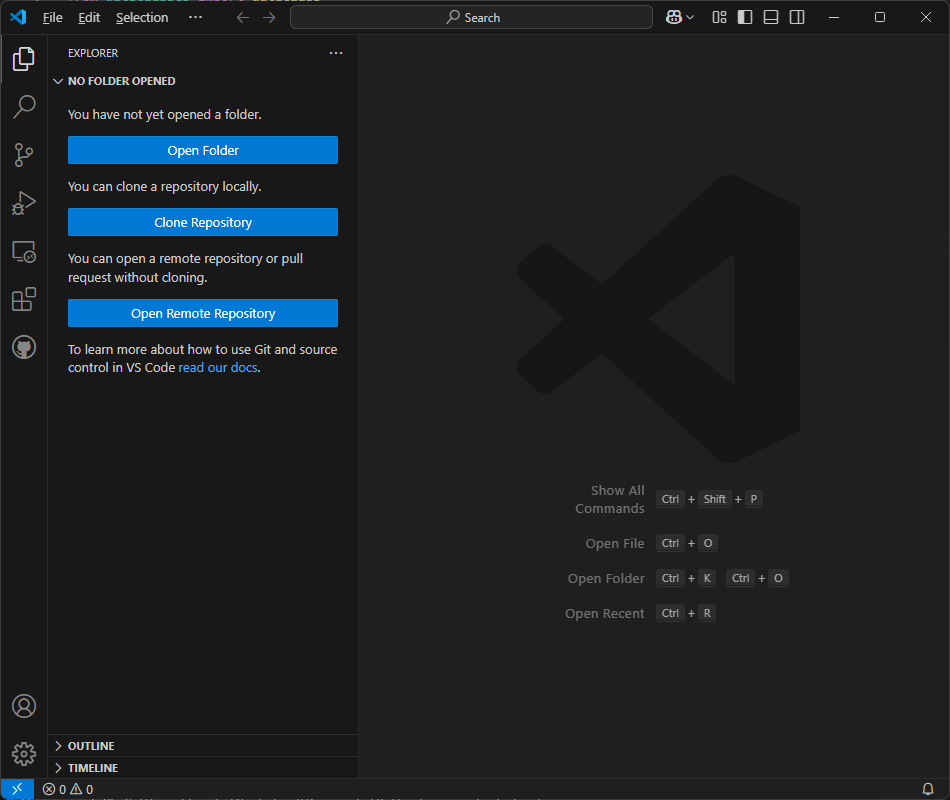 File Edit Selection ··· Search
EXPLORER ···
NO FOLDER OPENED
You have not yet opened a folder.
Open Folder
You can clone a repository locally.
Clone Repository
You can open a remote repository or pull
request without cloning.
Open Remote Repository
To learn more about how to use Git and source
control in VS Code read our docs.
Show All
Commands Ctrl + Shift + P
Open File Ctrl + O
Open Folder Ctrl + K Ctrl + O
Open Recent Ctrl + R
OUTLINE
TIMELINE
0 0